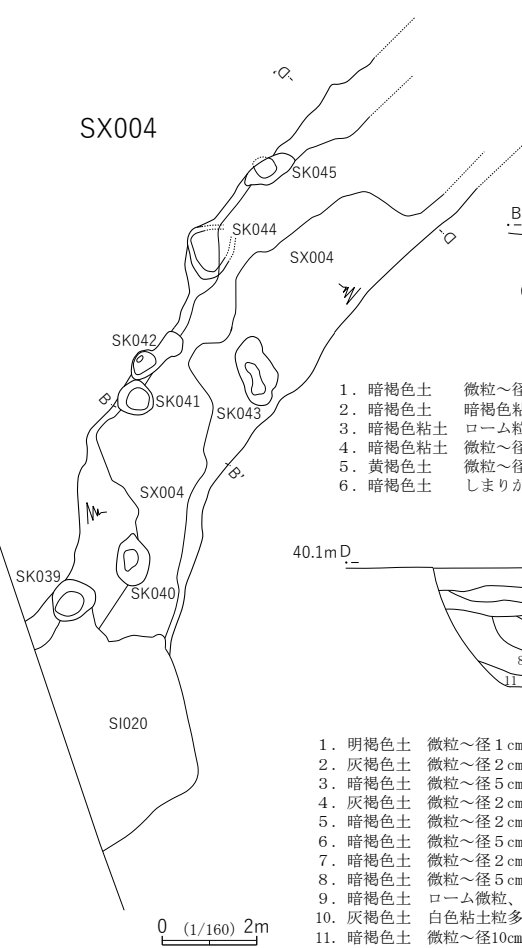 SX004
D
SK045
SK044
B
SX004
D'
SK042
SK041
B
SK043
1. 暗褐色土 微粒～径
2. 暗褐色土 暗褐色粘
3. 暗褐色粘土 ローム粒
4. 暗褐色粘土 微粒～径
5. 黄褐色土 微粒～径
6. 暗褐色土 しまりが
B'
SX004
40.1m D
SK039
SK040
8
11
SI020
1. 明褐色土 微粒～径1cm
2. 灰褐色土 微粒～径2cm
3. 暗褐色土 微粒～径5cm
4. 灰褐色土 微粒～径2cm
5. 暗褐色土 微粒～径2cm
6. 暗褐色土 微粒～径5cm
7. 暗褐色土 微粒～径2cm
8. 暗褐色土 微粒～径5cm
9. 暗褐色土 ローム微粒、
10. 灰褐色土 白色粘土粒多
11. 暗褐色土 微粒～径10cm
0 (1/160) 2m